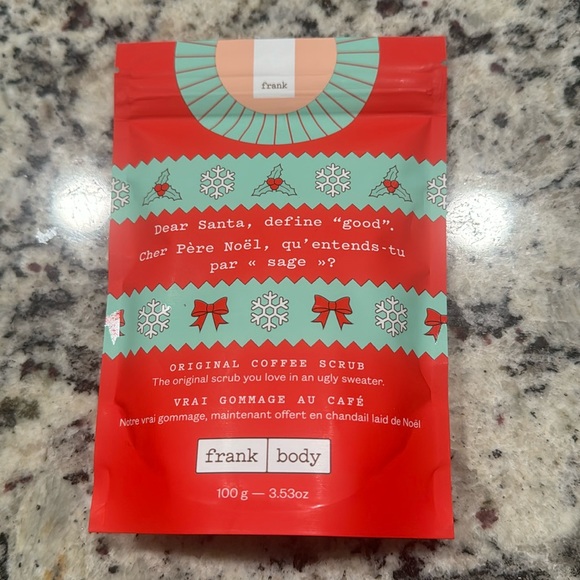 frank
Dear Santa, define “good”.
Cher Père Noël, qu’entends-tu
par « sage »?
ORIGINAL COFFEE SCRUB
The original scrub you love in an ugly sweater.
VRAI GOMMAGE AU CAFÉ
Notre vrai gommage, maintenant offert en chandail laid de Noël
frank body
100 g — 3.53oz